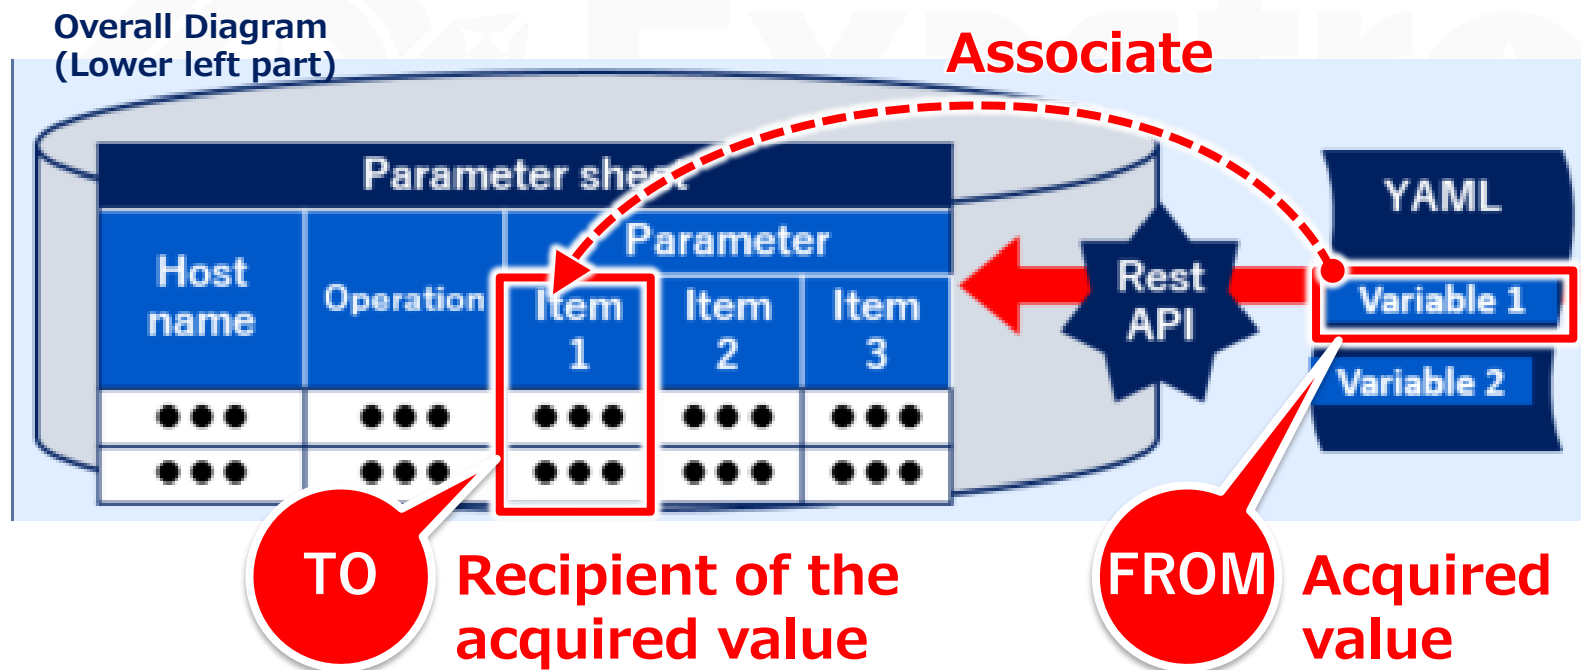 Overall Diagram
(Lower left part)
Associate
Parameter sheet
YAML
Parameter
Host
name
Operation
Item
1
Item
2
Item
3
Rest
API
Variable 1
Variable 2
TO
Recipient of the
acquired value
FROM
Acquired
value